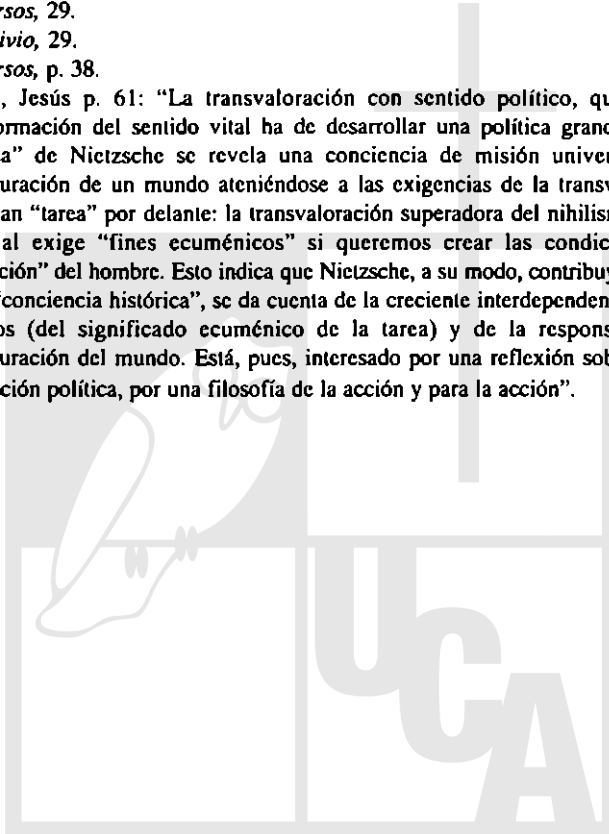 rsos, 29.
ivio, 29.
rsos, p. 38.
, Jesús p. 61: “La transvaloración con sentido político, qu
ormación del sentido vital ha de desarrollar una política grand
a” de Nietzsche se revela una conciencia de misión univer
uración de un mundo ateniéndose a las exigencias de la transv
an “tarea” por delante: la transvaloración superadora del nihilism
al exige “fines ecuménicos” si queremos crear las condic
ción” del hombre. Esto indica que Nietzsche, a su modo, contribuy
“conciencia histórica”, se da cuenta de la creciente interdependen
os (del significado ecuménico de la tarea) y de la respons
uración del mundo. Está, pues, interesado por una reflexión sob
ción política, por una filosofía de la acción y para la acción”.
UCA